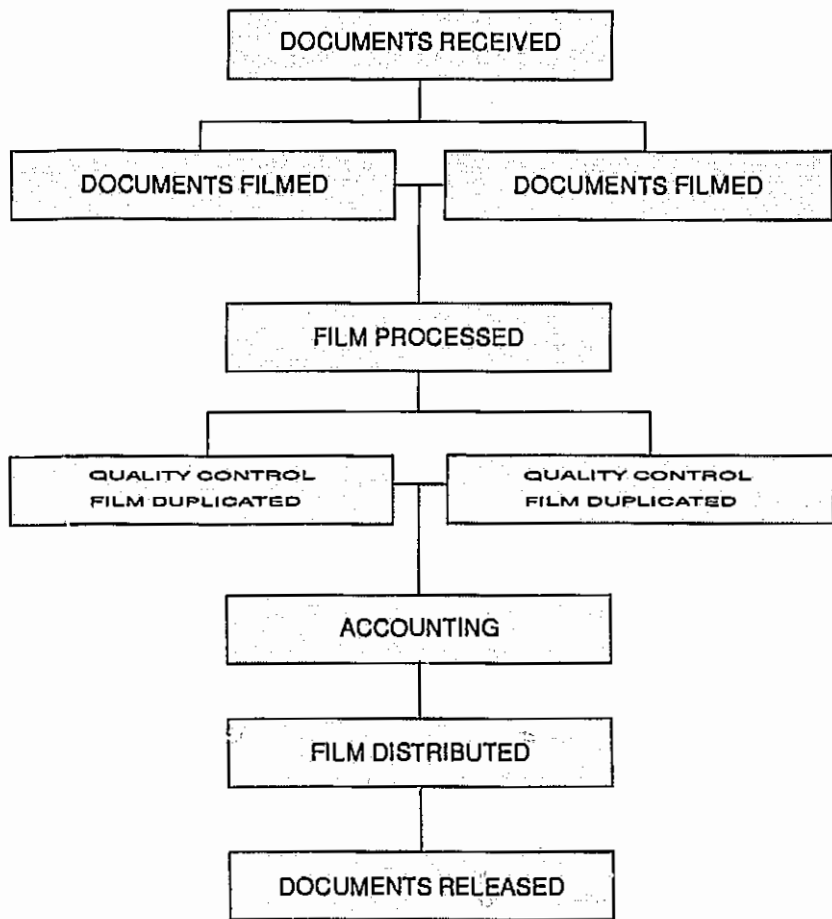 DOCUMENTS RECEIVED
DOCUMENTS FILMED
DOCUMENTS FILMED
FILM PROCESSED
QUALITY CONTROL
FILM DUPLICATED
QUALITY CONTROL
FILM DUPLICATED
ACCOUNTING
FILM DISTRIBUTED
DOCUMENTS RELEASED